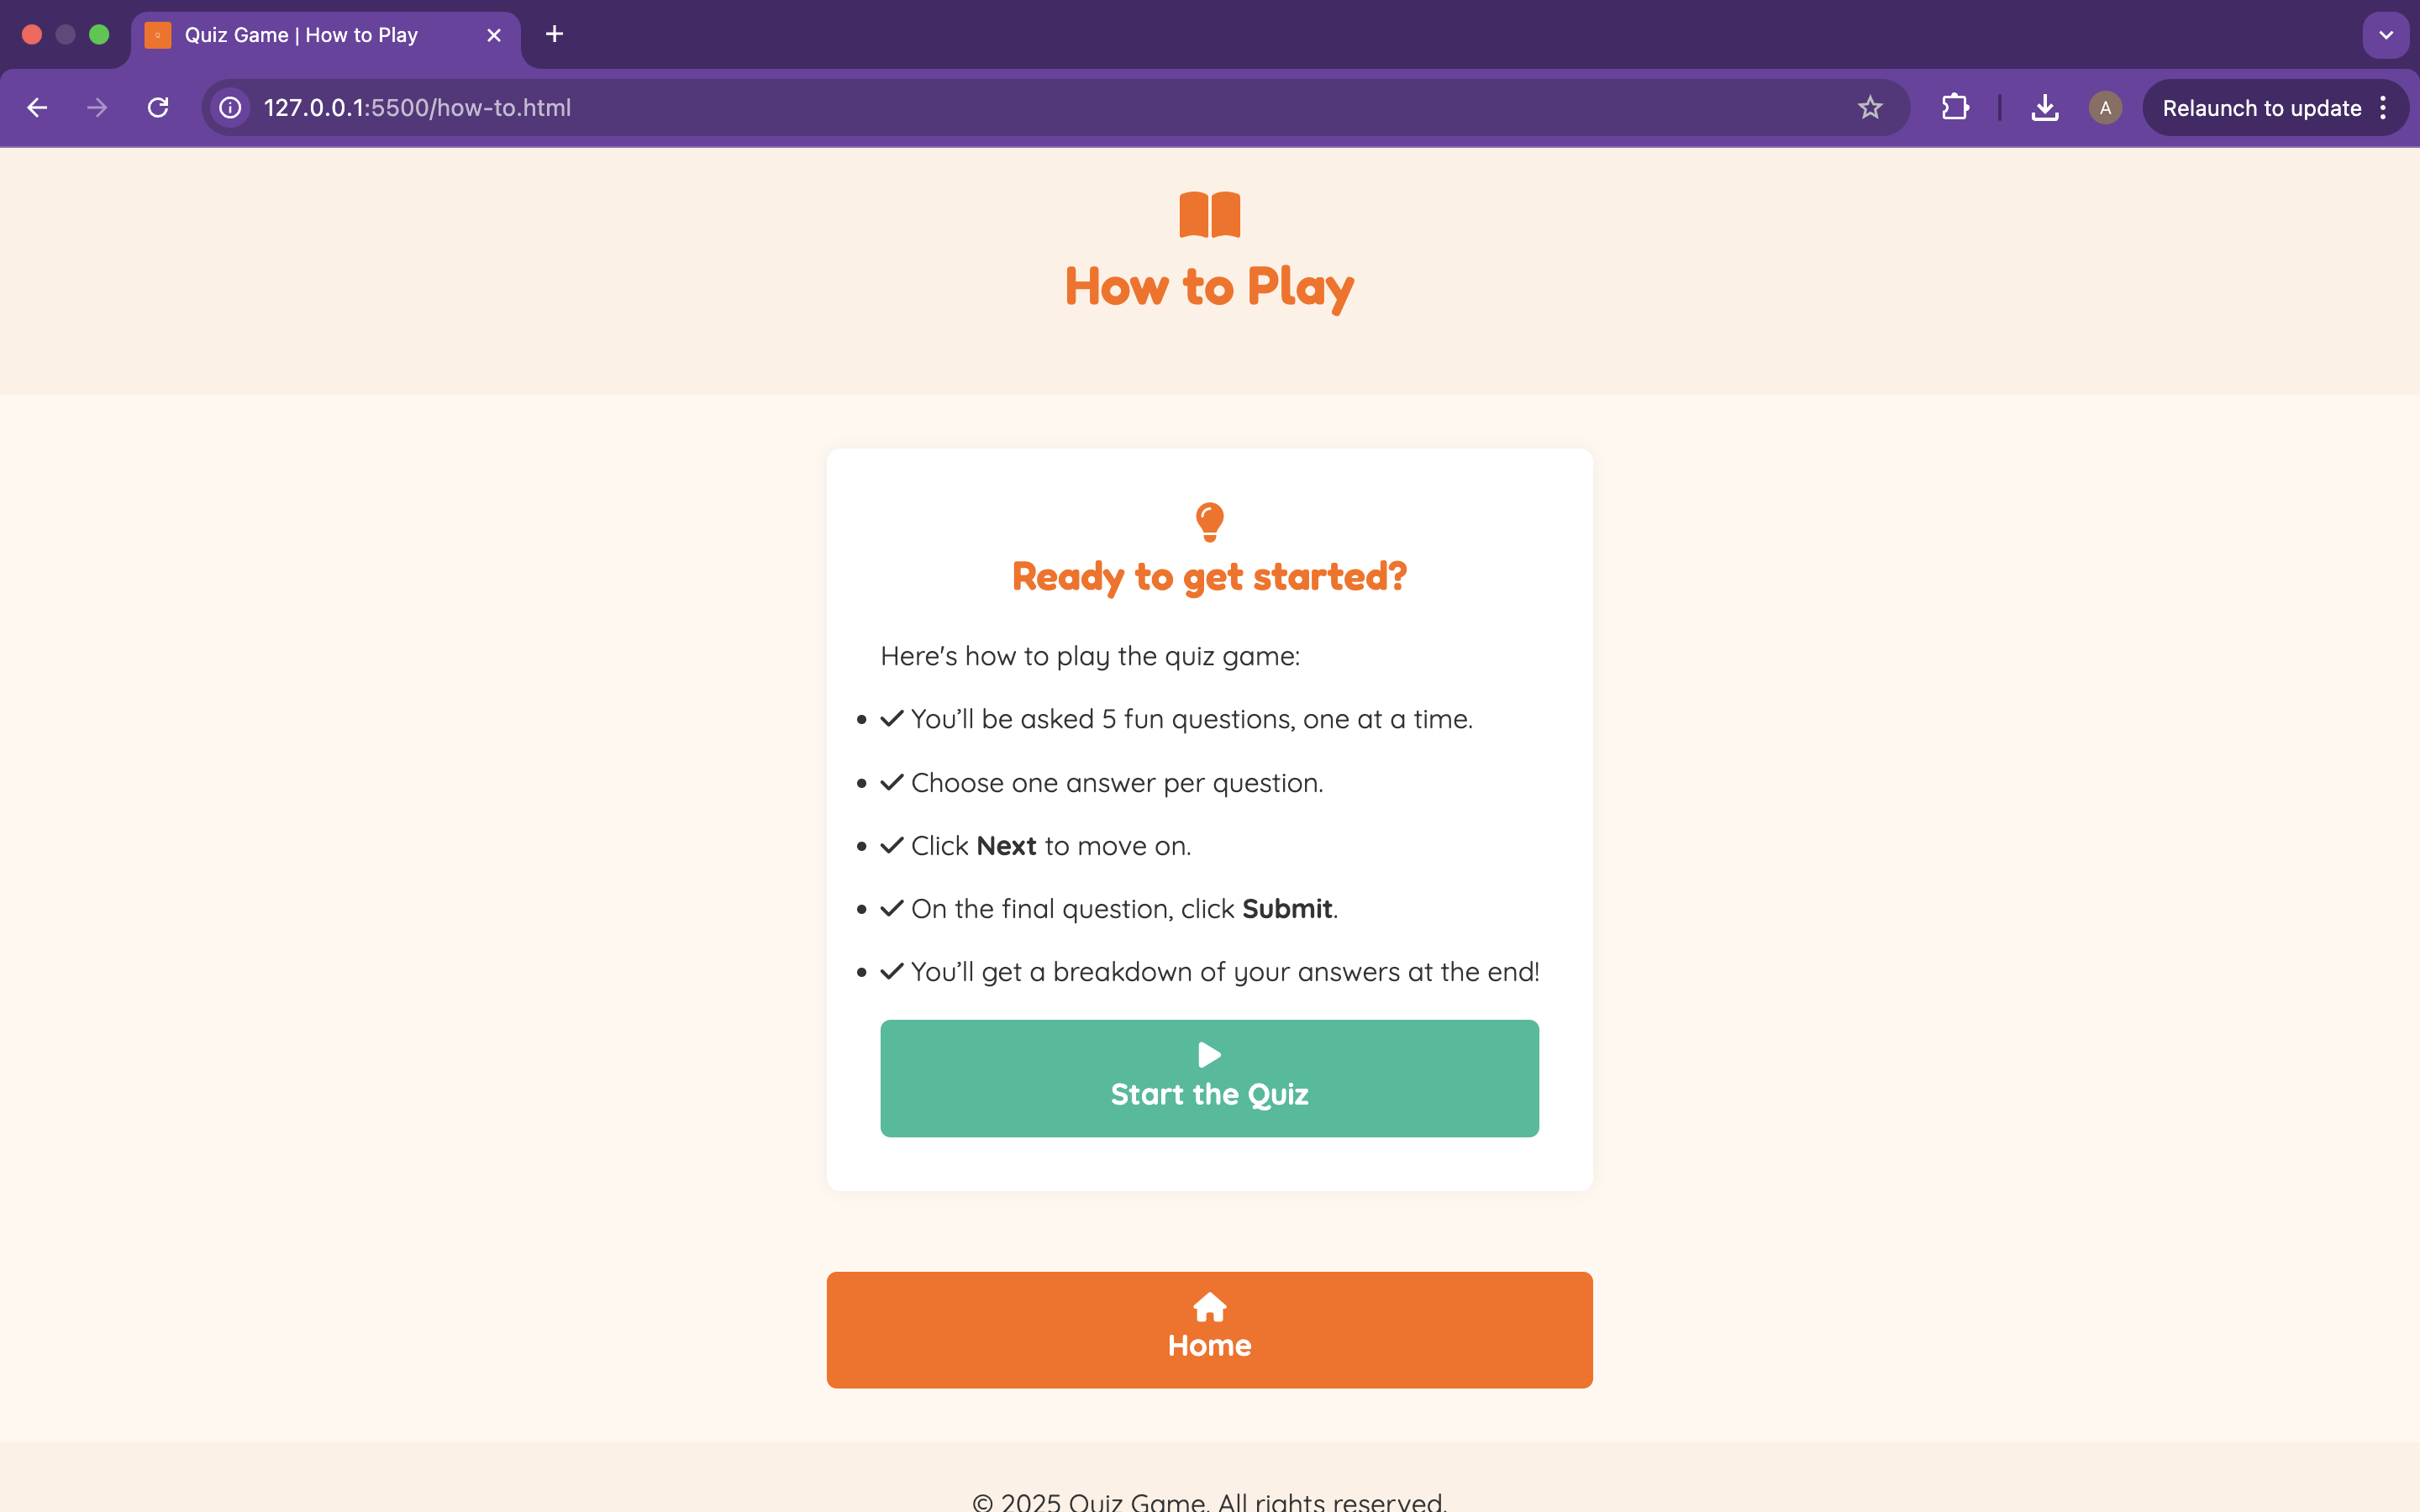 Quiz Game | How to Play
127.0.0.1:5500/how-to.html
A
Relaunch to update
How to Play
Ready to get started?
Here's how to play the quiz game:
You’ll be asked 5 fun questions, one at a time.
Choose one answer per question.
Click Next to move on.
On the final question, click Submit.
You’ll get a breakdown of your answers at the end!
Start the Quiz
Home
© 2025 Quiz Game. All rights reserved.